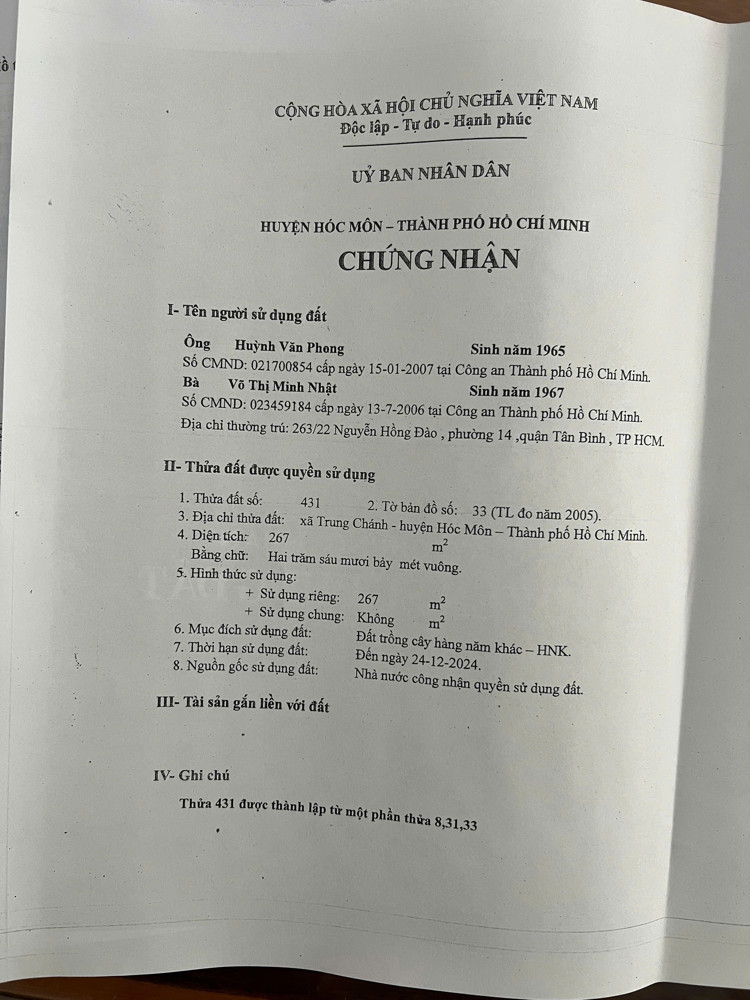 CỘNG HÒA XÃ HỘI CHỦ NGHĨA VIỆT NAM
Độc lập - Tự do - Hạnh phúc
UỶ BAN NHÂN DÂN
HUYỆN HÓC MÔN – THÀNH PHỐ HỒ CHÍ MINH
CHỨNG NHẬN
I- Tên người sử dụng đất
Ông Huỳnh Văn Phong Sinh năm 1965
Số CMND: 021700854 cấp ngày 15-01-2007 tại Công an Thành phố Hồ Chí Minh.
Bà Võ Thị Minh Nhật Sinh năm 1967
Số CMND: 023459184 cấp ngày 13-7-2006 tại Công an Thành phố Hồ Chí Minh.
Địa chỉ thường trú: 263/22 Nguyễn Hồng Đào , phường 14 ,quận Tân Bình , TP HCM.
II- Thửa đất được quyền sử dụng
1. Thửa đất số: 431 2. Tờ bản đồ số: 33 (TL đo năm 2005).
3. Địa chỉ thửa đất: xã Trung Chánh - huyện Hóc Môn – Thành phố Hồ Chí Minh.
4. Diện tích: 267 m²
Bằng chữ: Hai trăm sáu mươi bảy mét vuông.
5. Hình thức sử dụng:
+ Sử dụng riêng: 267 m²
+ Sử dụng chung: Không m²
6. Mục đích sử dụng đất: Đất trồng cây hàng năm khác – HNK.
7. Thời hạn sử dụng đất: Đến ngày 24-12-2024.
8. Nguồn gốc sử dụng đất: Nhà nước công nhận quyền sử dụng đất.
III- Tài sản gắn liền với đất
IV- Ghi chú
Thửa 431 được thành lập từ một phần thửa 8,31,33